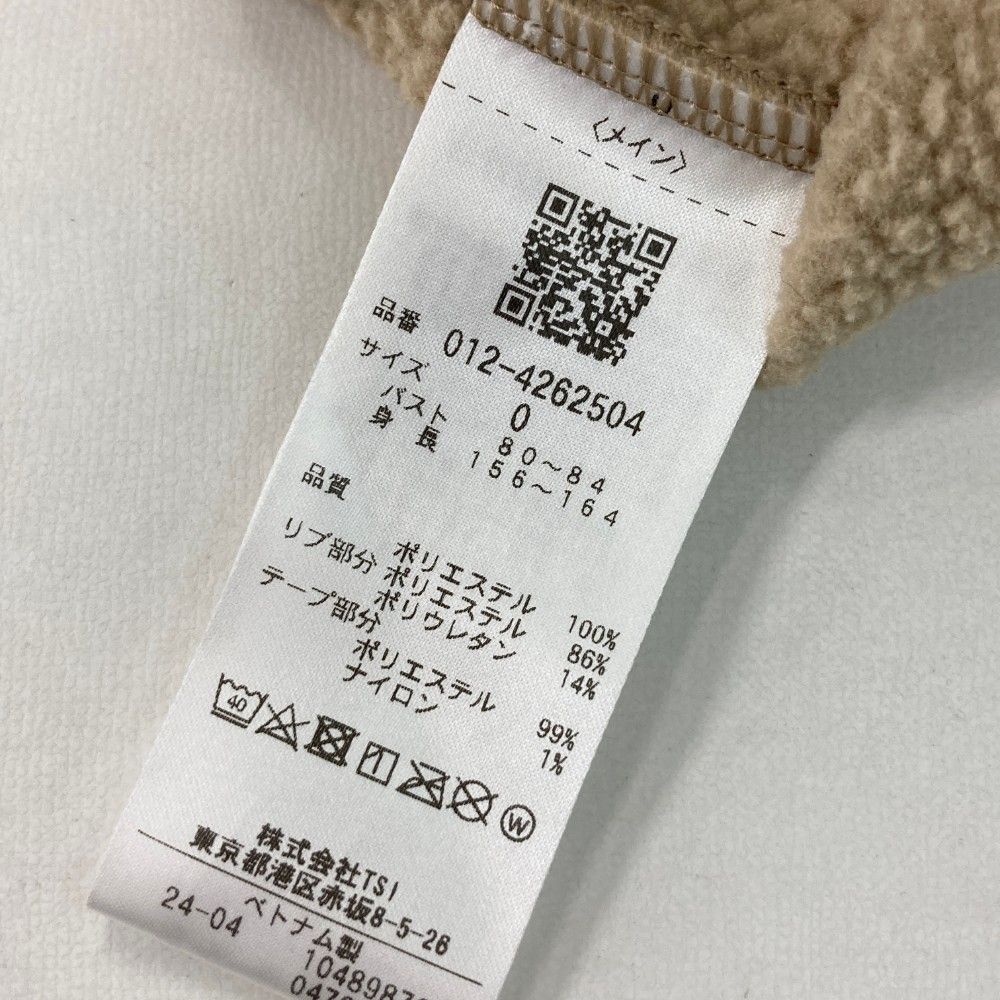 〈メイン〉
品番 012-4262504
サイズ 0
バスト 80～84
身長 156～164
品質
ポリエステル 100%
リブ部分 ポリエステル 86%
ポリウレタン 14%
テープ部分
ポリエステル 99%
ナイロン 1%
40
W
株式会社TSI
東京都港区赤坂8-5-26
ベトナム製
24-04